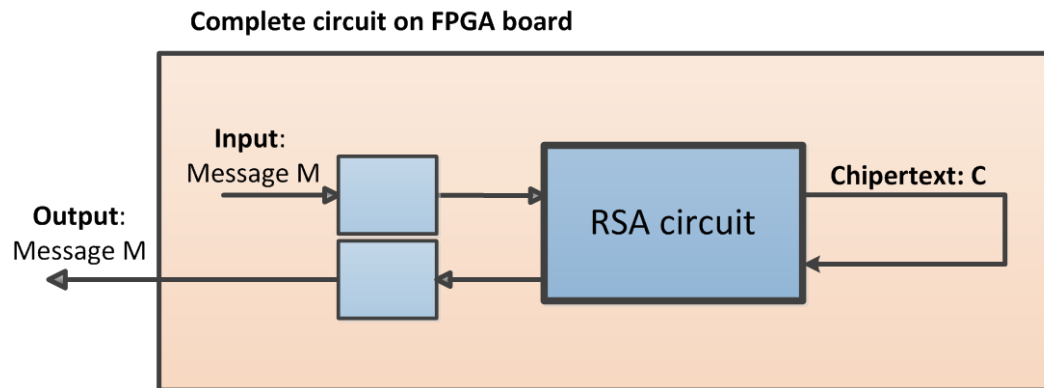 Complete circuit on FPGA board
Input:
Message M
Output:
Message M
RSA circuit
Chipertext: C